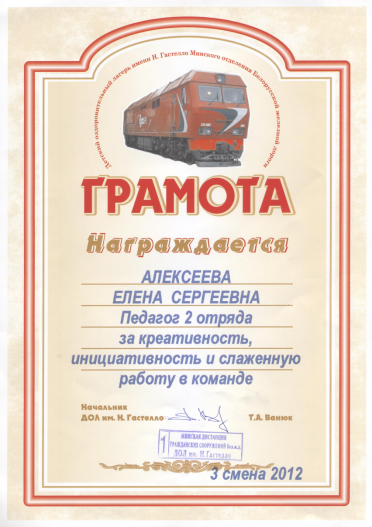 Детский оздоровительный лагерь имени Н. Гастелло Минского отделения Белорусской железной дороги
ГРАМОТА
Награждается
АЛЕКСЕЕВА
ЕЛЕНА СЕРГЕЕВНА
Педагог 2 отряда
за креативность,
инициативность и слаженную
работу в команде
Начальник
ДОЛ им. Н. Гастелло
Т.А. Ванюк
1
МИНСКАЯ ДИСТАНЦИЯ
ГРАЖДАНСКИХ СООРУЖЕНИЙ Бел.ж.д.
ДОЛ им. Н.Гастелло
3 смена 2012